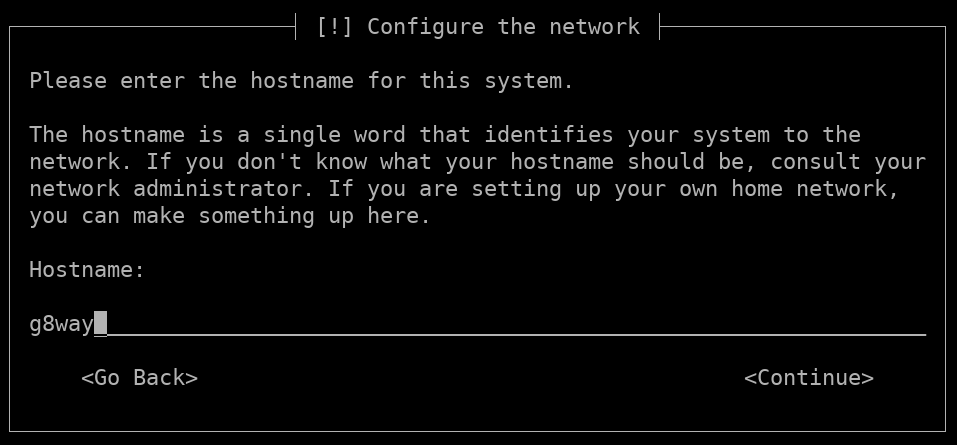 [!] Configure the network
Please enter the hostname for this system.
The hostname is a single word that identifies your system to the
network. If you don't know what your hostname should be, consult your
network administrator. If you are setting up your own home network,
you can make something up here.
Hostname:
g8way
<Go Back> <Continue>